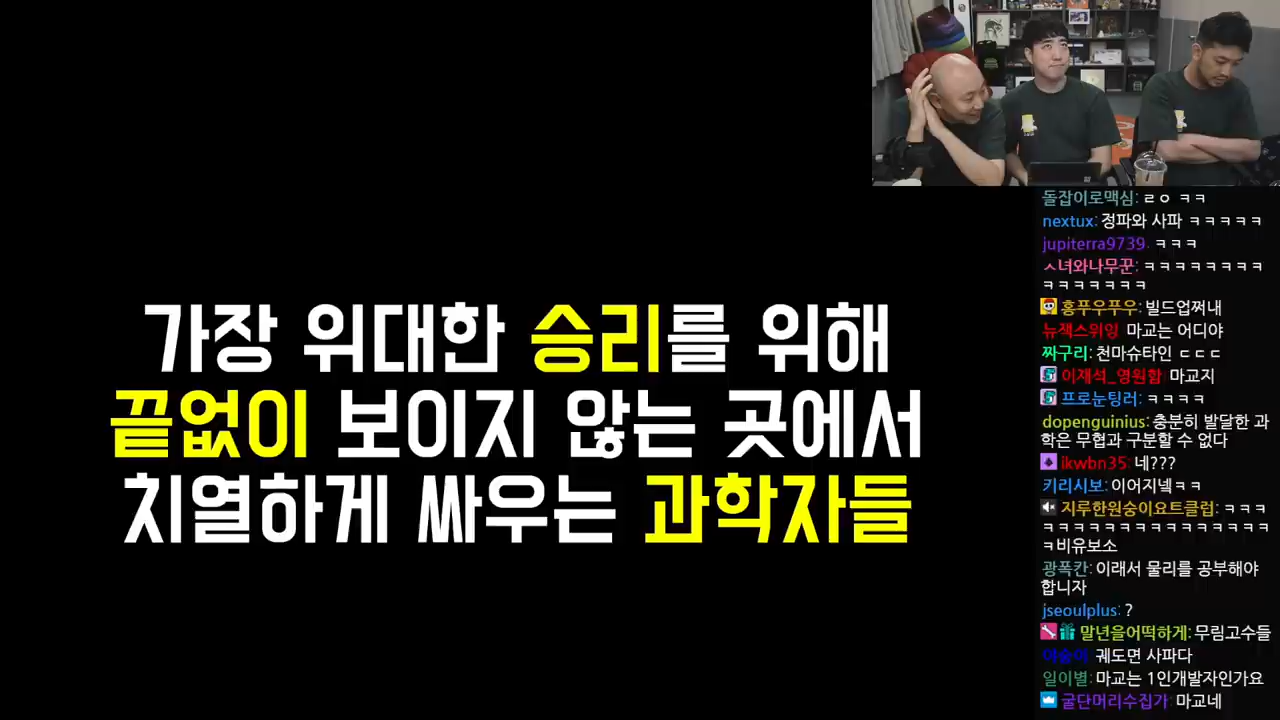 가장 위대한 승리를 위해
끝없이 보이지 않는 곳에서
치열하게 싸우는 과학자들
돌잡이로맥심: ㄹㅇ ㅋㅋ
nextux: 정파와 사파 ㅋㅋㅋㅋㅋ
jupiterra9739: ㅋㅋㅋ
ㅅ녀와나무꾼: ㅋㅋㅋㅋㅋㅋㅋㅋ
ㅋㅋㅋㅋㅋㅋㅋ
흥푸우푸우: 빌드업쩌내
뉴잭스위잉: 마교는 어디야
짜구리: 천마슈타인 ㄷㄷㄷ
이재석_영원함: 마교지
프로눈팅러: ㅋㅋㅋㅋ
dopenguinius: 충분히 발달한 과
학은 무협과 구분할 수 없다
ikwbn35: 네???
키리시보: 이어지넼ㅋㅋ
지루한원숭이요트클럽: ㅋㅋㅋ
ㅋㅋㅋㅋㅋㅋㅋㅋㅋㅋㅋㅋㅋㅋㅋ
ㅋ비유보소
광폭칸: 이래서 물리를 공부해야
합니자
jseoulplus: ?
말년을어떡하게: 무림고수들
궤도면 사파다
일이별: 마교는 1인개발자인가요
굴단머리수집가: 마교네